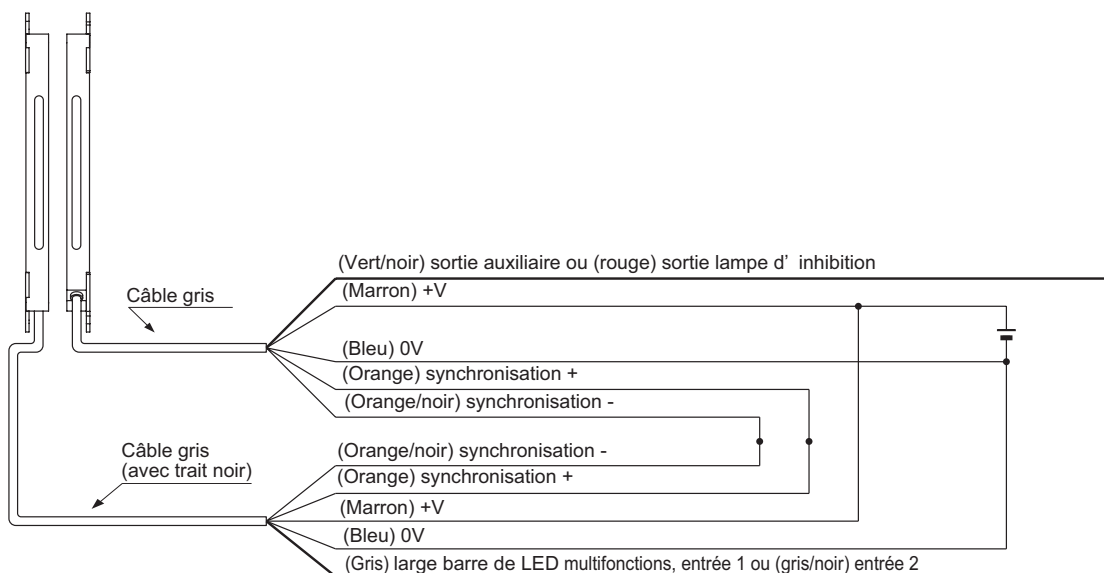 (Vert/noir) sortie auxiliaire ou (rouge) sortie lampe d' inhibition
(Marron) +V
Câble gris
(Bleu) 0V
(Orange) synchronisation +
(Orange/noir) synchronisation -
Câble gris
(avec trait noir)
(Orange/noir) synchronisation -
(Orange) synchronisation +
(Marron) +V
(Bleu) 0V
(Gris) large barre de LED multifonctions, entrée 1 ou (gris/noir) entrée 2